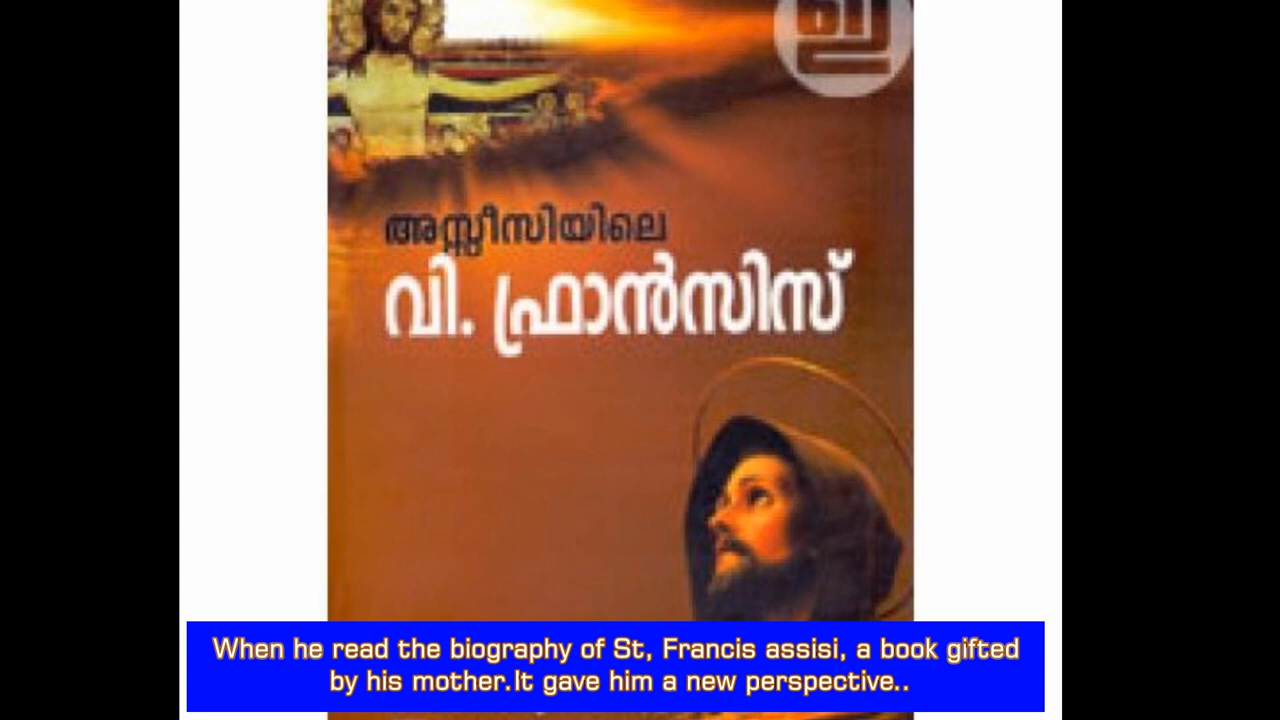 അസ്സീസിയിലെ
വി. ഫ്രാൻസിസ്
When he read the biography of St, Francis assisi, a book gifted
by his mother.It gave him a new perspective..